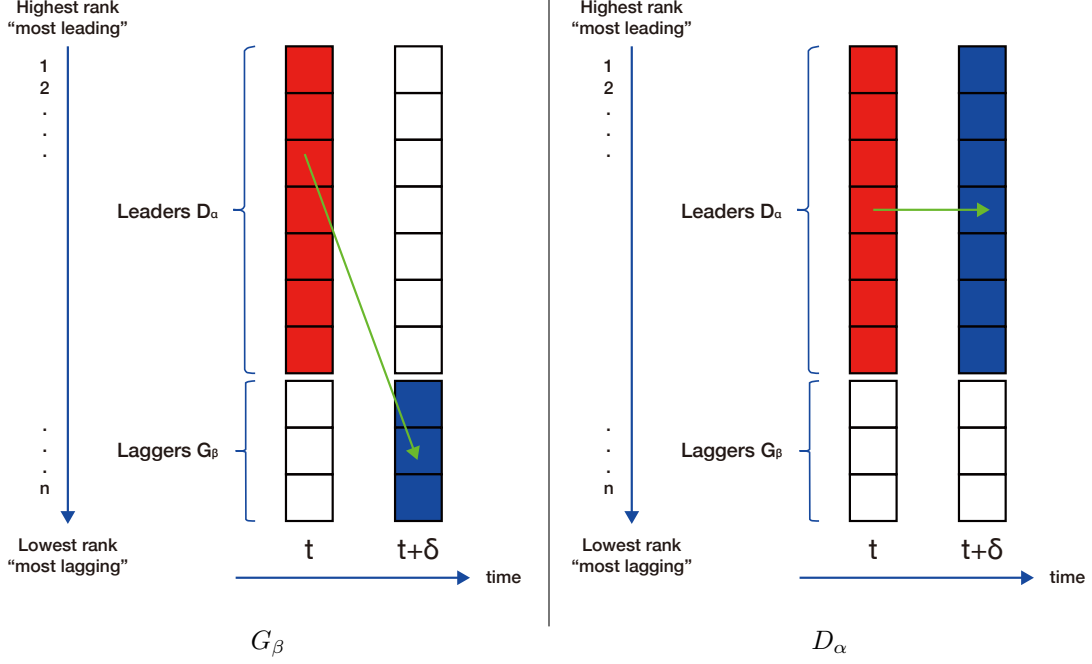 Highest rank
“most leading”
1
2
.
.
.
Leaders Dα
Laggers Gβ
.
.
.
n
Lowest rank
“most lagging”
t
t+δ
time
Gβ
Highest rank
“most leading”
1
2
.
.
.
Leaders Dα
Laggers Gβ
.
.
.
n
Lowest rank
“most lagging”
t
t+δ
time
Dα